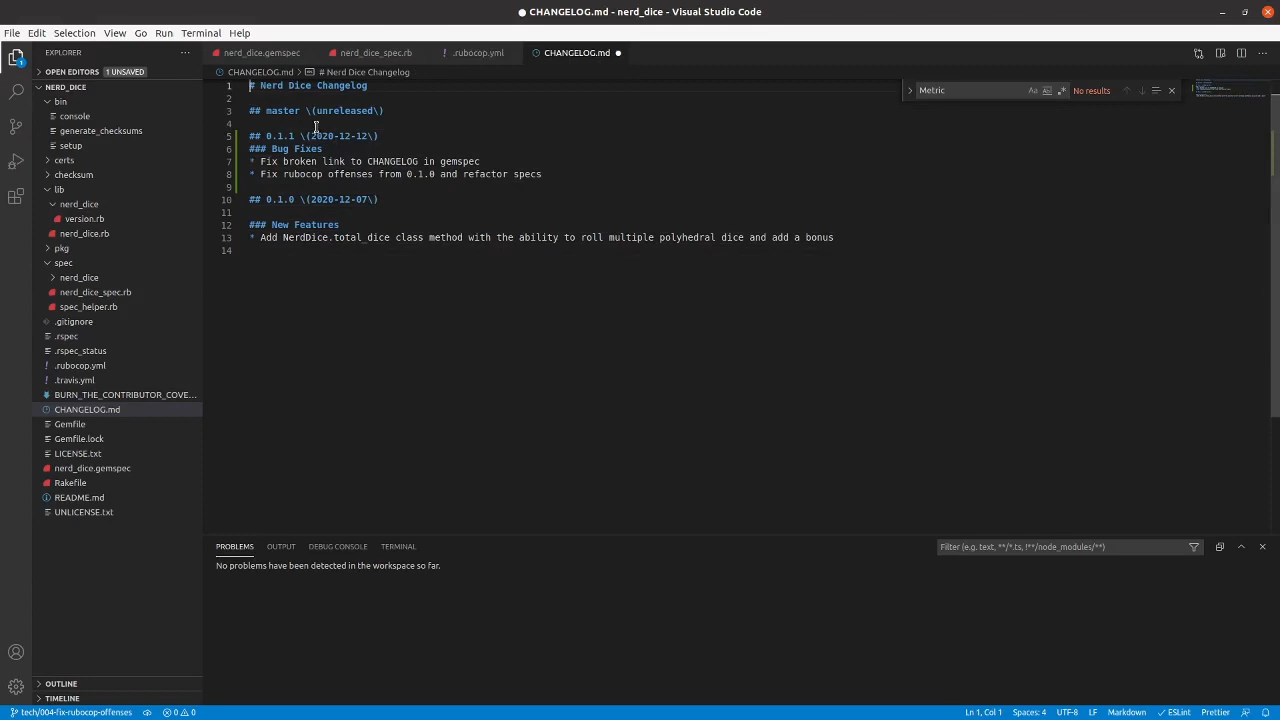 CHANGELOG.md - nerd_dice - Visual Studio Code
File Edit Selection View Go Run Terminal Help
EXPLORER
nerd_dice.gemspec
nerd_dice_spec.rb
.rubocop.yml
CHANGELOG.md
OPEN EDITORS 1 UNSAVED
CHANGELOG.md > # Nerd Dice Changelog
NERD_DICE
bin
console
generate_checksums
setup
certs
checksum
lib
nerd_dice
version.rb
nerd_dice.rb
pkg
spec
nerd_dice
nerd_dice_spec.rb
spec_helper.rb
.gitignore
.rspec
.rspec_status
.rubocop.yml
.travis.yml
BURN_THE_CONTRIBUTOR_COVE...
CHANGELOG.md
Gemfile
Gemfile.lock
LICENSE.txt
nerd_dice.gemspec
Rakefile
README.md
UNLICENSE.txt
OUTLINE
TIMELINE
Metric Aa Abl .* No results
1 # Nerd Dice Changelog
2
3 ## master \(unreleased\)
4
5 ## 0.1.1 \(2020-12-12\)
6 ### Bug Fixes
7 * Fix broken link to CHANGELOG in gemspec
8 * Fix rubocop offenses from 0.1.0 and refactor specs
9
10 ## 0.1.0 \(2020-12-07\)
11
12 ### New Features
13 * Add NerdDice.total_dice class method with the ability to roll multiple polyhedral dice and add a bonus
14
PROBLEMS OUTPUT DEBUG CONSOLE TERMINAL
Filter (e.g. text, **/*.ts, !**/node_modules/**)
No problems have been detected in the workspace so far.
1
tech/004-fix-rubocop-offenses 0 0 Ln 1, Col 1 Spaces: 4 UTF-8 LF Markdown ESLint Prettier